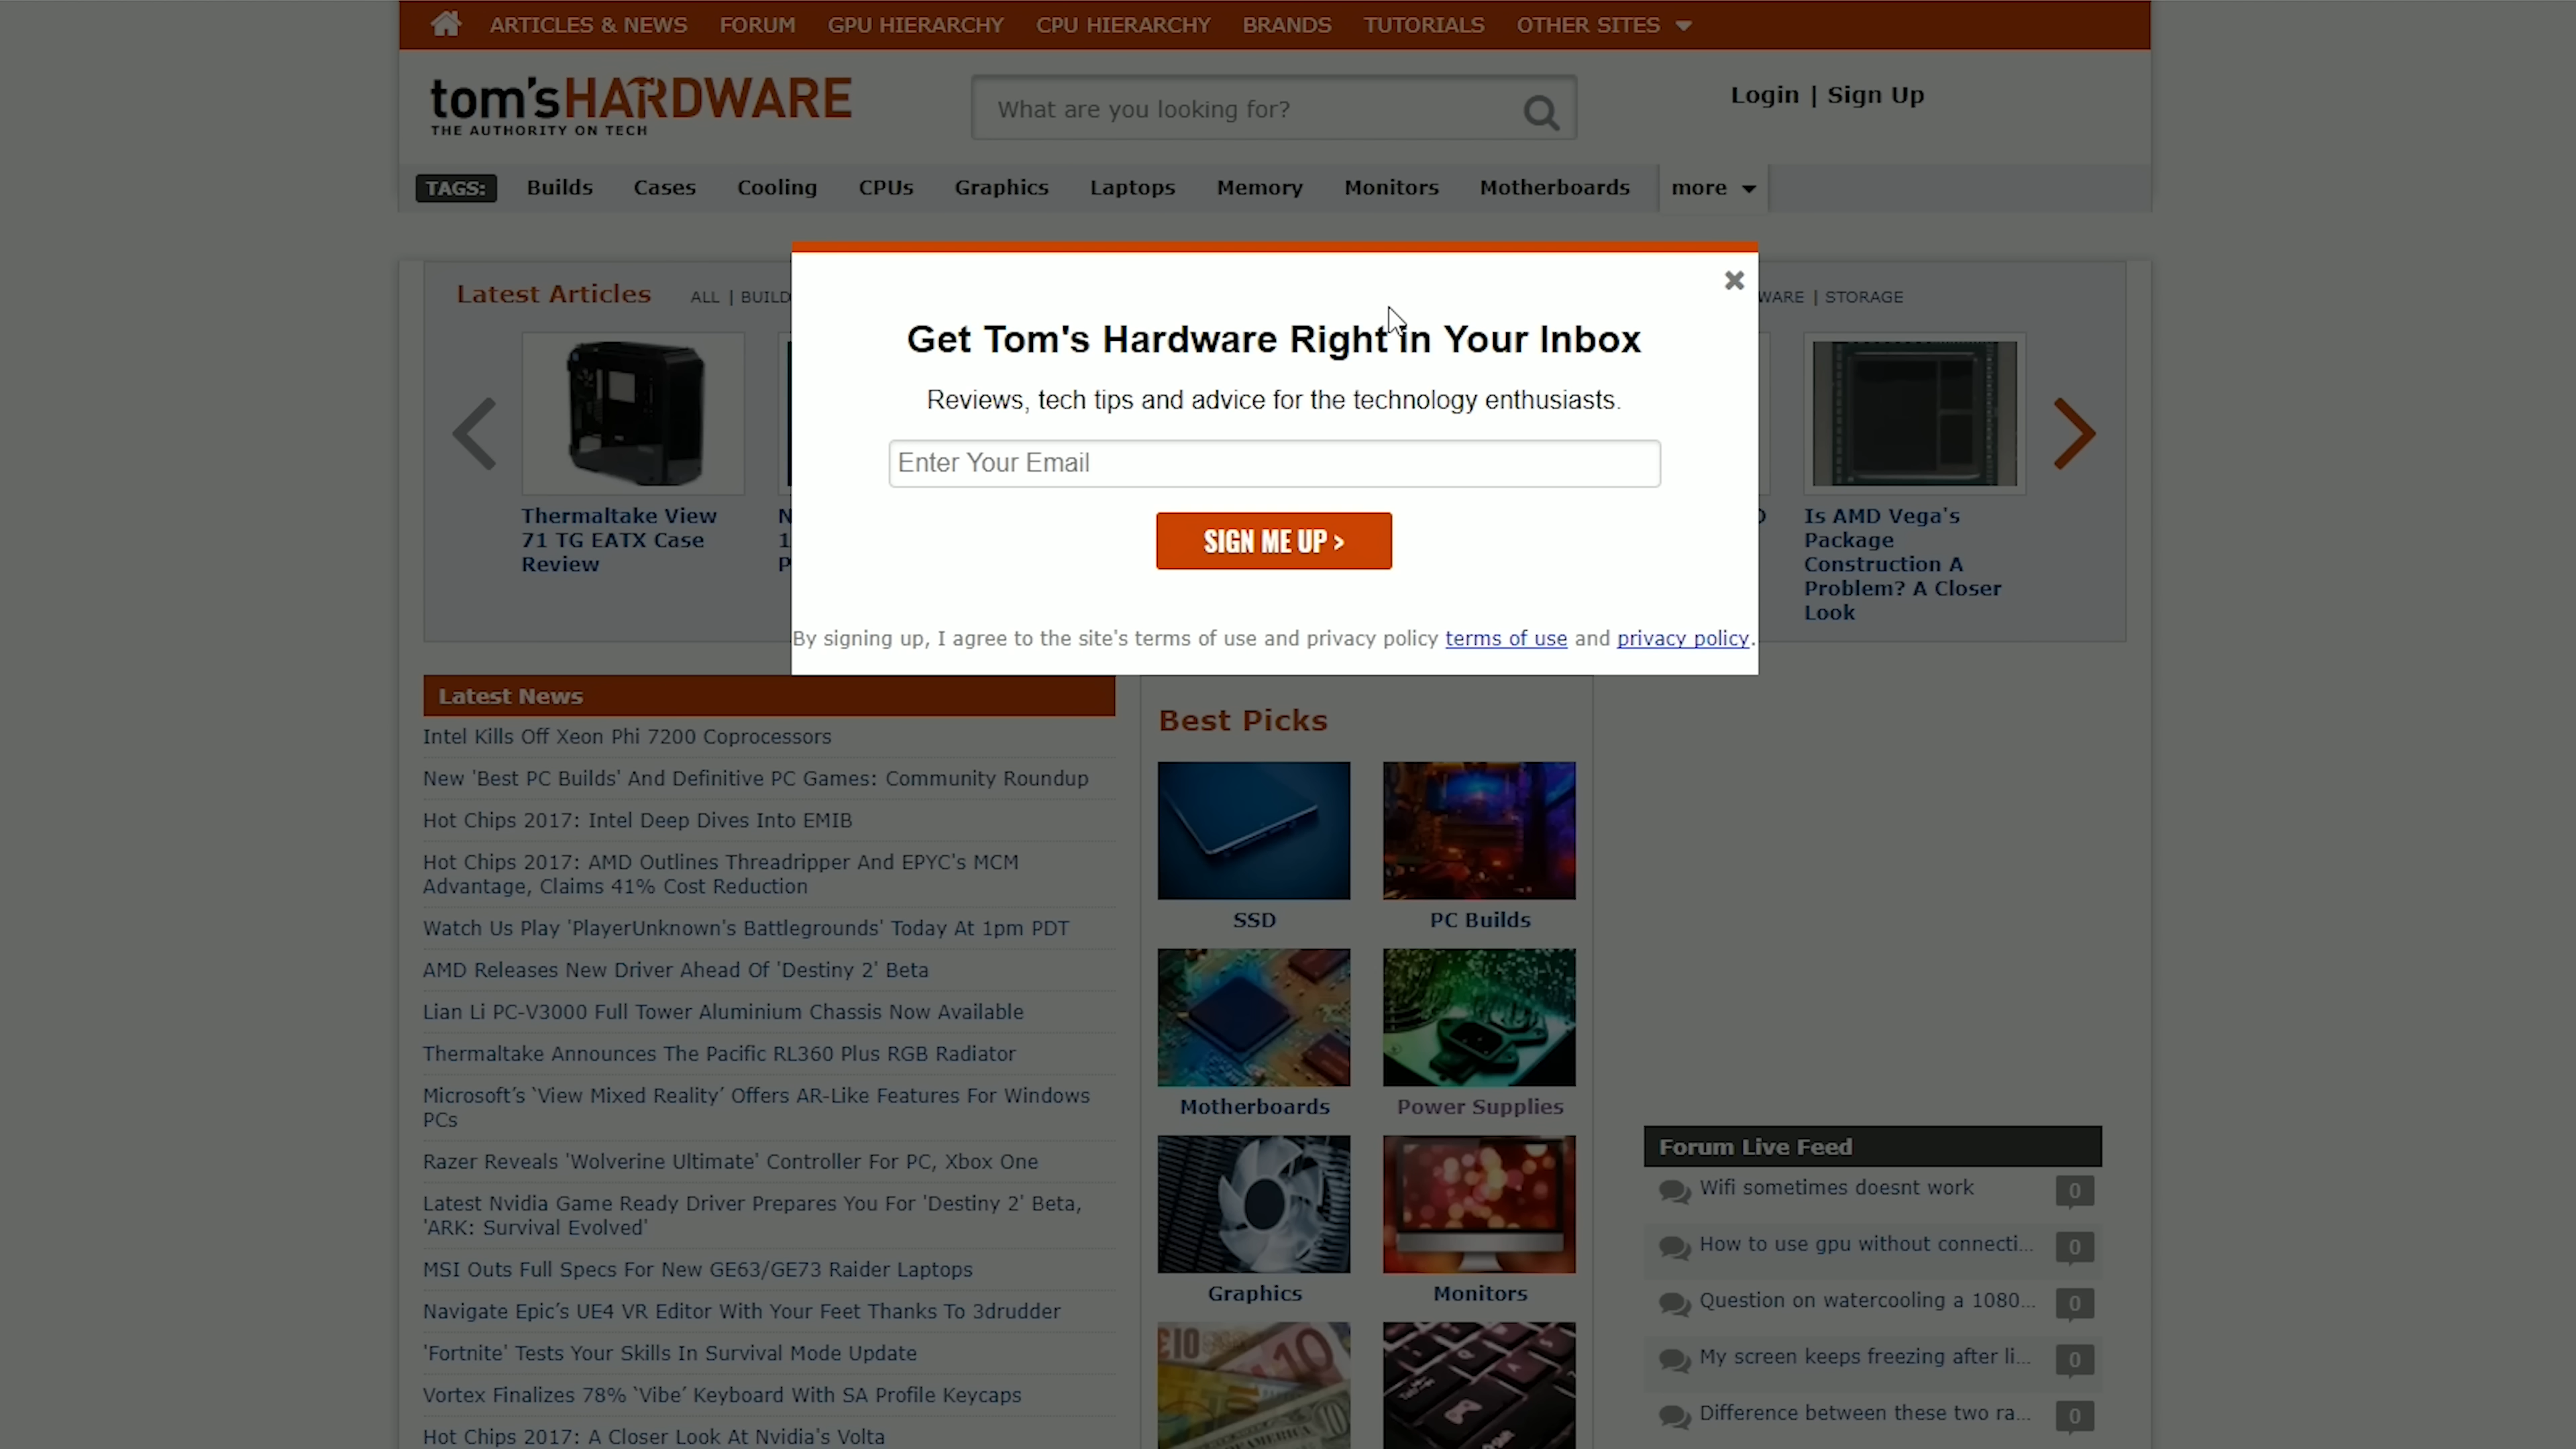 ARTICLES & NEWS FORUM GPU HIERARCHY CPU HIERARCHY BRANDS TUTORIALS OTHER SITES
tom'sHARDWARE
THE AUTHORITY ON TECH
What are you looking for?
Login | Sign Up
TAGS: Builds Cases Cooling CPUs Graphics Laptops Memory Monitors Motherboards more
Latest Articles ALL | BUILD
WARE | STORAGE
Get Tom's Hardware Right in Your Inbox
Reviews, tech tips and advice for the technology enthusiasts.
Enter Your Email
SIGN ME UP >
By signing up, I agree to the site's terms of use and privacy policy terms of use and privacy policy.
Thermaltake View
71 TG EATX Case
Review
N
1
P
Is AMD Vega's
Package
Construction A
Problem? A Closer
Look
Latest News
Intel Kills Off Xeon Phi 7200 Coprocessors
New 'Best PC Builds' And Definitive PC Games: Community Roundup
Hot Chips 2017: Intel Deep Dives Into EMIB
Hot Chips 2017: AMD Outlines Threadripper And EPYC's MCM
Advantage, Claims 41% Cost Reduction
Watch Us Play 'PlayerUnknown's Battlegrounds' Today At 1pm PDT
AMD Releases New Driver Ahead Of 'Destiny 2' Beta
Lian Li PC-V3000 Full Tower Aluminium Chassis Now Available
Thermaltake Announces The Pacific RL360 Plus RGB Radiator
Microsoft’s ‵View Mixed Reality′ Offers AR-Like Features For Windows
PCs
Razer Reveals 'Wolverine Ultimate' Controller For PC, Xbox One
Latest Nvidia Game Ready Driver Prepares You For 'Destiny 2' Beta,
'ARK: Survival Evolved'
MSI Outs Full Specs For New GE63/GE73 Raider Laptops
Navigate Epic’s UE4 VR Editor With Your Feet Thanks To 3drudder
'Fortnite' Tests Your Skills In Survival Mode Update
Vortex Finalizes 78% ‵Vibe′ Keyboard With SA Profile Keycaps
Hot Chips 2017: A Closer Look At Nvidia's Volta
Best Picks
SSD
PC Builds
Motherboards
Power Supplies
Graphics
Monitors
£10
10
Forum Live Feed
Wifi sometimes doesnt work 0
How to use gpu without connecti... 0
Question on watercooling a 1080... 0
My screen keeps freezing after li... 0
Difference between these two ra... 0